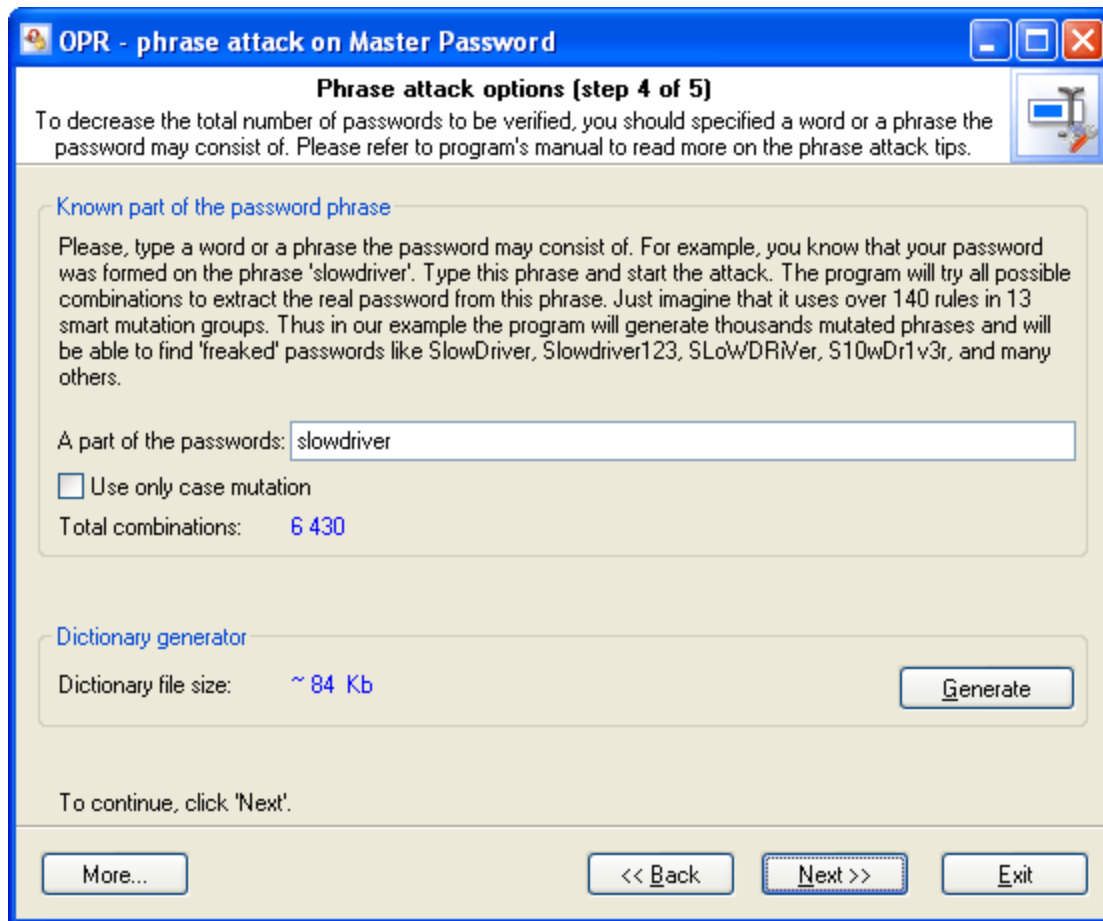 OPR - phrase attack on Master Password
Phrase attack options (step 4 of 5)
To decrease the total number of passwords to be verified, you should specified a word or a phrase the
password may consist of. Please refer to program's manual to read more on the phrase attack tips.
Known part of the password phrase
Please, type a word or a phrase the password may consist of. For example, you know that your password
was formed on the phrase 'slowdriver'. Type this phrase and start the attack. The program will try all possible
combinations to extract the real password from this phrase. Just imagine that it uses over 140 rules in 13
smart mutation groups. Thus in our example the program will generate thousands mutated phrases and will
be able to find 'freaked' passwords like SlowDriver, Slowdriver123, SLoWDRiVer, S10wDr1v3r, and many
others.
A part of the passwords: slowdriver
Use only case mutation
Total combinations: 6 430
Dictionary generator
Dictionary file size: ~ 84 Kb
Generate
To continue, click 'Next'.
More... << Back Next >> Exit